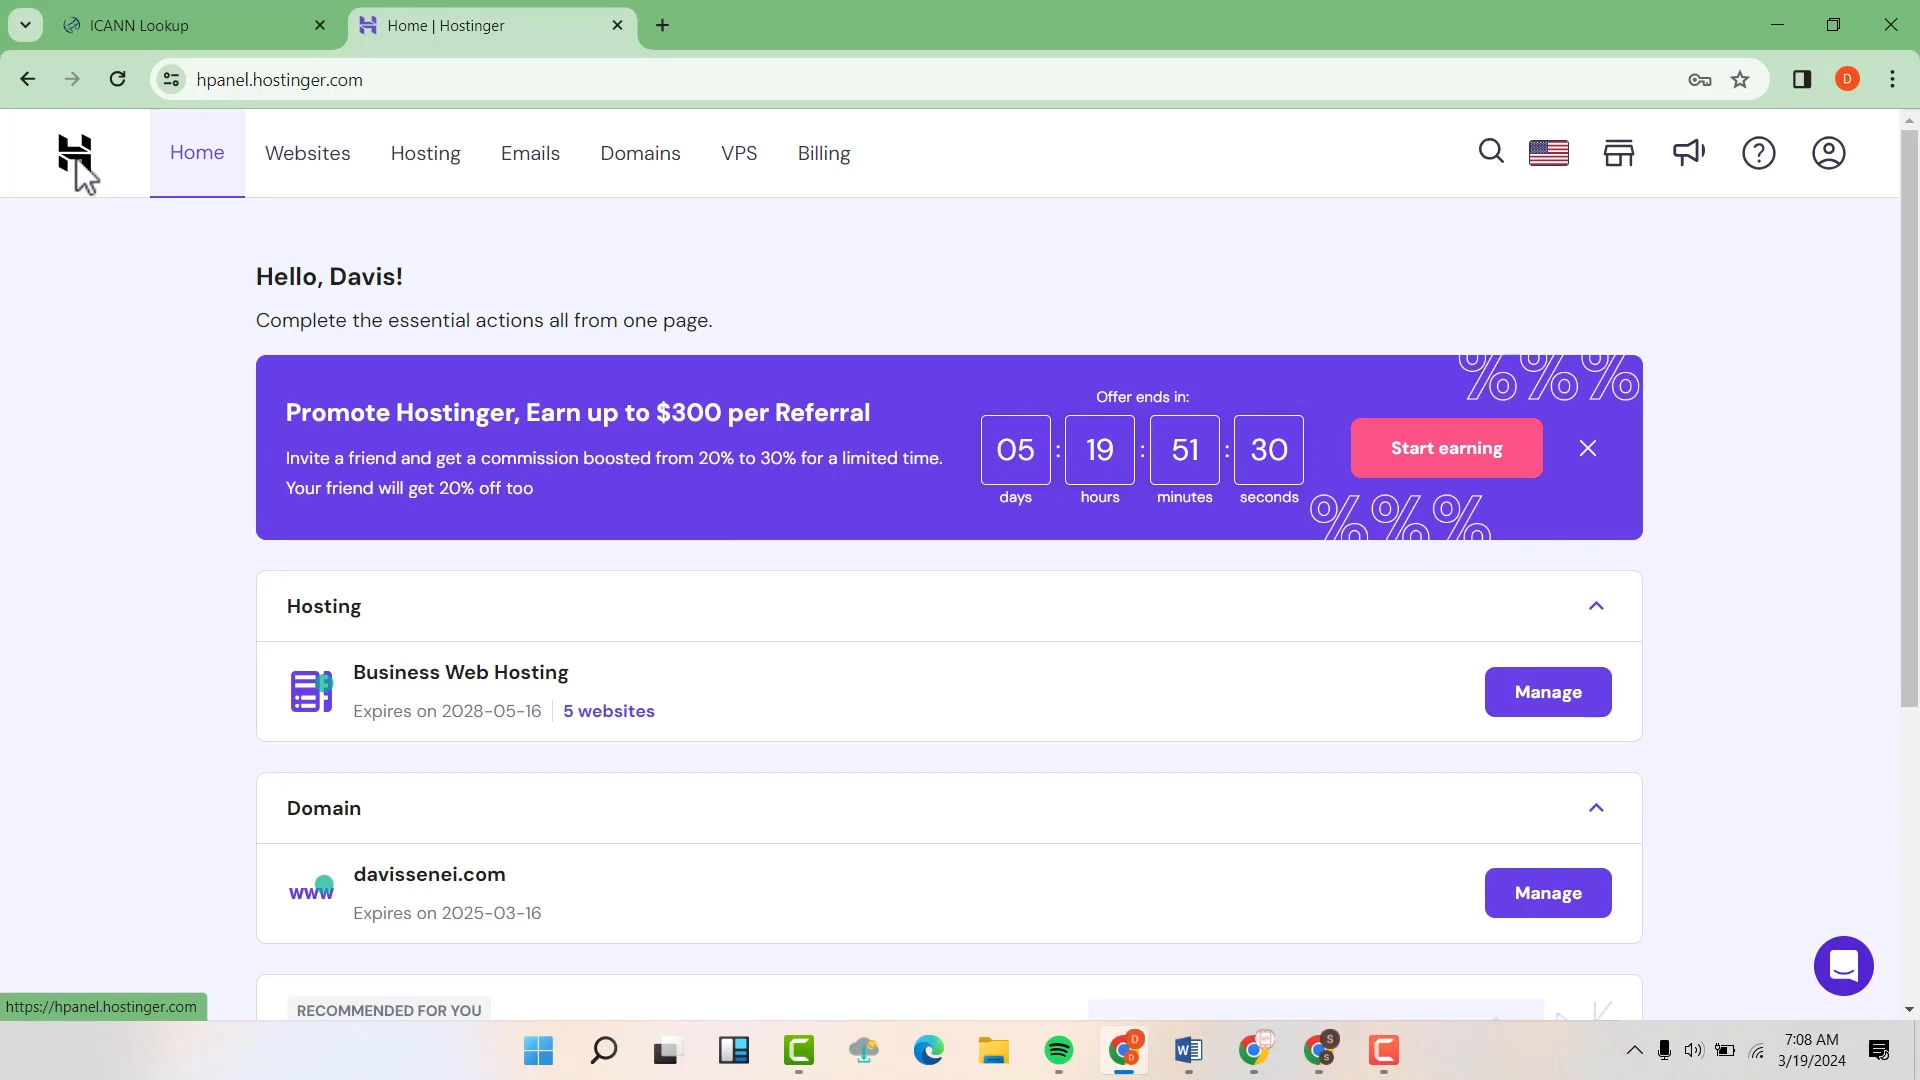 ICANN Lookup
Home | Hostinger
hpanel.hostinger.com
Home
Websites
Hosting
Emails
Domains
VPS
Billing
Hello, Davis!
Complete the essential actions all from one page.
Promote Hostinger, Earn up to $300 per Referral
Invite a friend and get a commission boosted from 20% to 30% for a limited time.
Your friend will get 20% off too
Offer ends in:
05 : 19 : 51 : 30
days hours minutes seconds
Start earning
%%%
%%%
Hosting
Business Web Hosting
Expires on 2028-05-16
5 websites
Manage
Domain
www
davissenei.com
Expires on 2025-03-16
Manage
RECOMMENDED FOR YOU
https://hpanel.hostinger.com
7:08 AM
3/19/2024